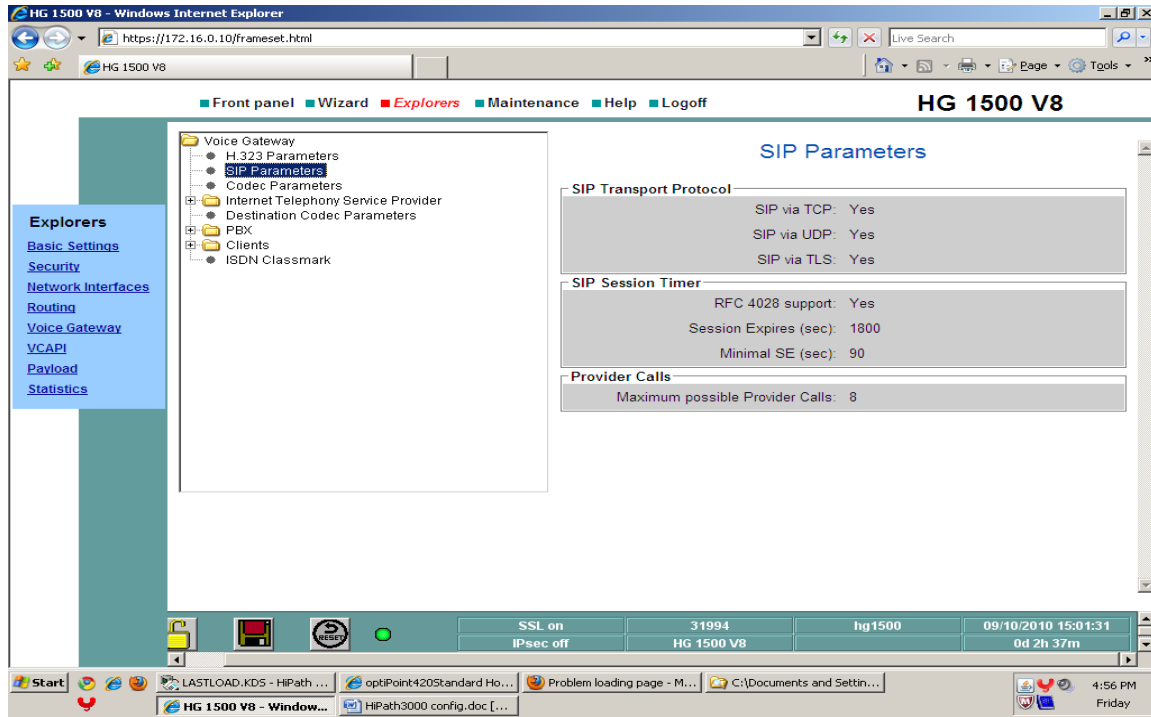 HG 1500 V8 - Windows Internet Explorer
https://172.16.0.10/frameset.html
Live Search
HG 1500 V8
Page
Tools
Front panel Wizard Explorers Maintenance Help Logoff
HG 1500 V8
Explorers
Basic Settings
Security
Network Interfaces
Routing
Voice Gateway
VCAPI
Payload
Statistics
Voice Gateway
H.323 Parameters
SIP Parameters
Codec Parameters
Internet Telephony Service Provider
Destination Codec Parameters
PBX
Clients
ISDN Classmark
SIP Parameters
SIP Transport Protocol
SIP via TCP: Yes
SIP via UDP: Yes
SIP via TLS: Yes
SIP Session Timer
RFC 4028 support: Yes
Session Expires (sec): 1800
Minimal SE (sec): 90
Provider Calls
Maximum possible Provider Calls: 8
RESET
SSL on 31994 hg1500 09/10/2010 15:01:31
IPsec off HG 1500 V8 0d 2h 37m
Start
LASTLOAD.KDS - HiPath ...
optiPoint420Standard Ho...
Problem loading page - M...
C:\Documents and Settin...
4:56 PM
HG 1500 V8 - Window...
HiPath3000 config.doc [...
Friday